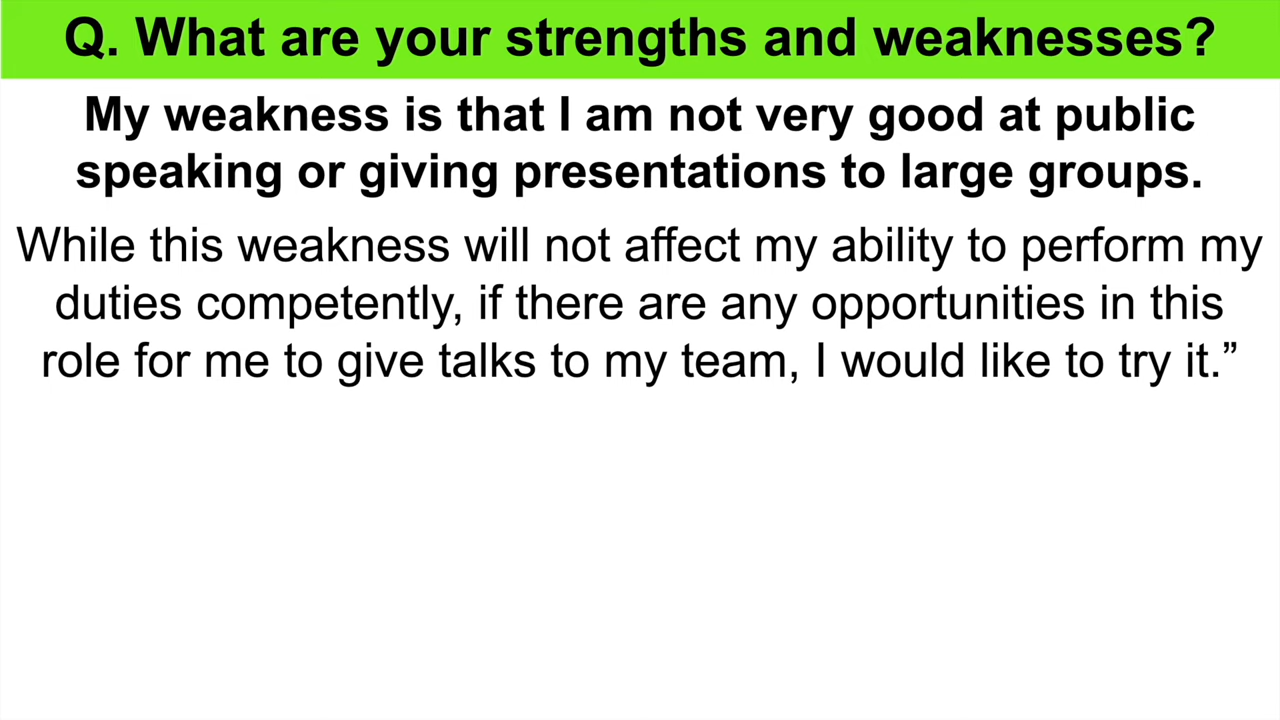 Q. What are your strengths and weaknesses?
My weakness is that I am not very good at public
speaking or giving presentations to large groups.
While this weakness will not affect my ability to perform my
duties competently, if there are any opportunities in this
role for me to give talks to my team, I would like to try it.”